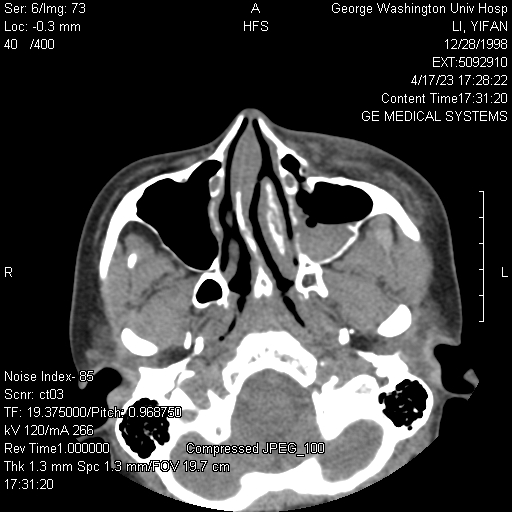 Ser: 6/Img: 73
Loc: -0.3 mm
40 /400
A
HFS
George Washington Univ Hosp
LI, YIFAN
12/28/1998
EXT:5092910
4/17/23 17:28:22
Content Time17:31:20
GE MEDICAL SYSTEMS
R
L
Noise Index- 85
Scnr: ct03
TF: 19.375000/Pitch: 0.968750
kV 120/mA 266
Rev Time1.000000
Compressed JPEG_100
Thk 1.3 mm Spc 1.3 mm/FOV 19.7 cm
17:31:20